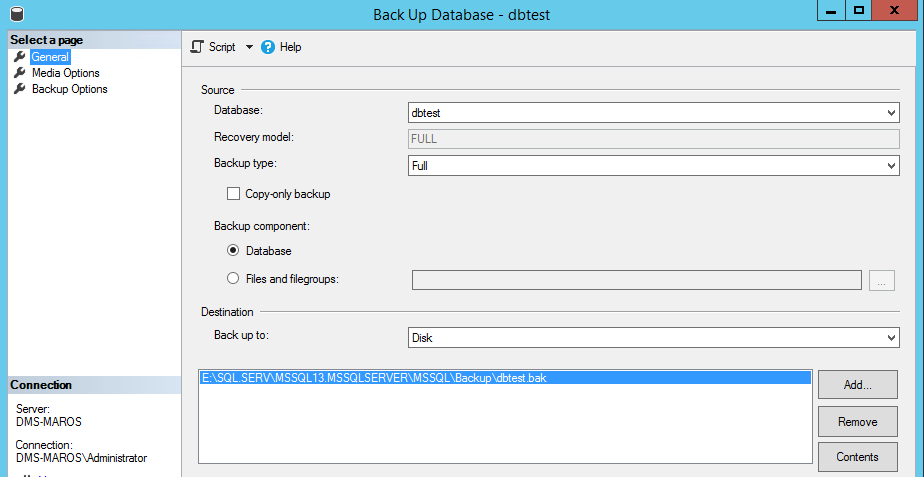 Back Up Database - dbtest
Select a page
General
Media Options
Backup Options
Script
Help
Source
Database:
dbtest
Recovery model:
FULL
Backup type:
Full
Copy-only backup
Backup component:
Database
Files and filegroups:
...
Destination
Back up to:
Disk
E:\SQL.SERV\MSSQL13.MSSQLSERVER\MSSQL\Backup\dbtest.bak
Add...
Remove
Contents
Connection
Server:
DMS-MAROS
Connection:
DMS-MAROS\Administrator